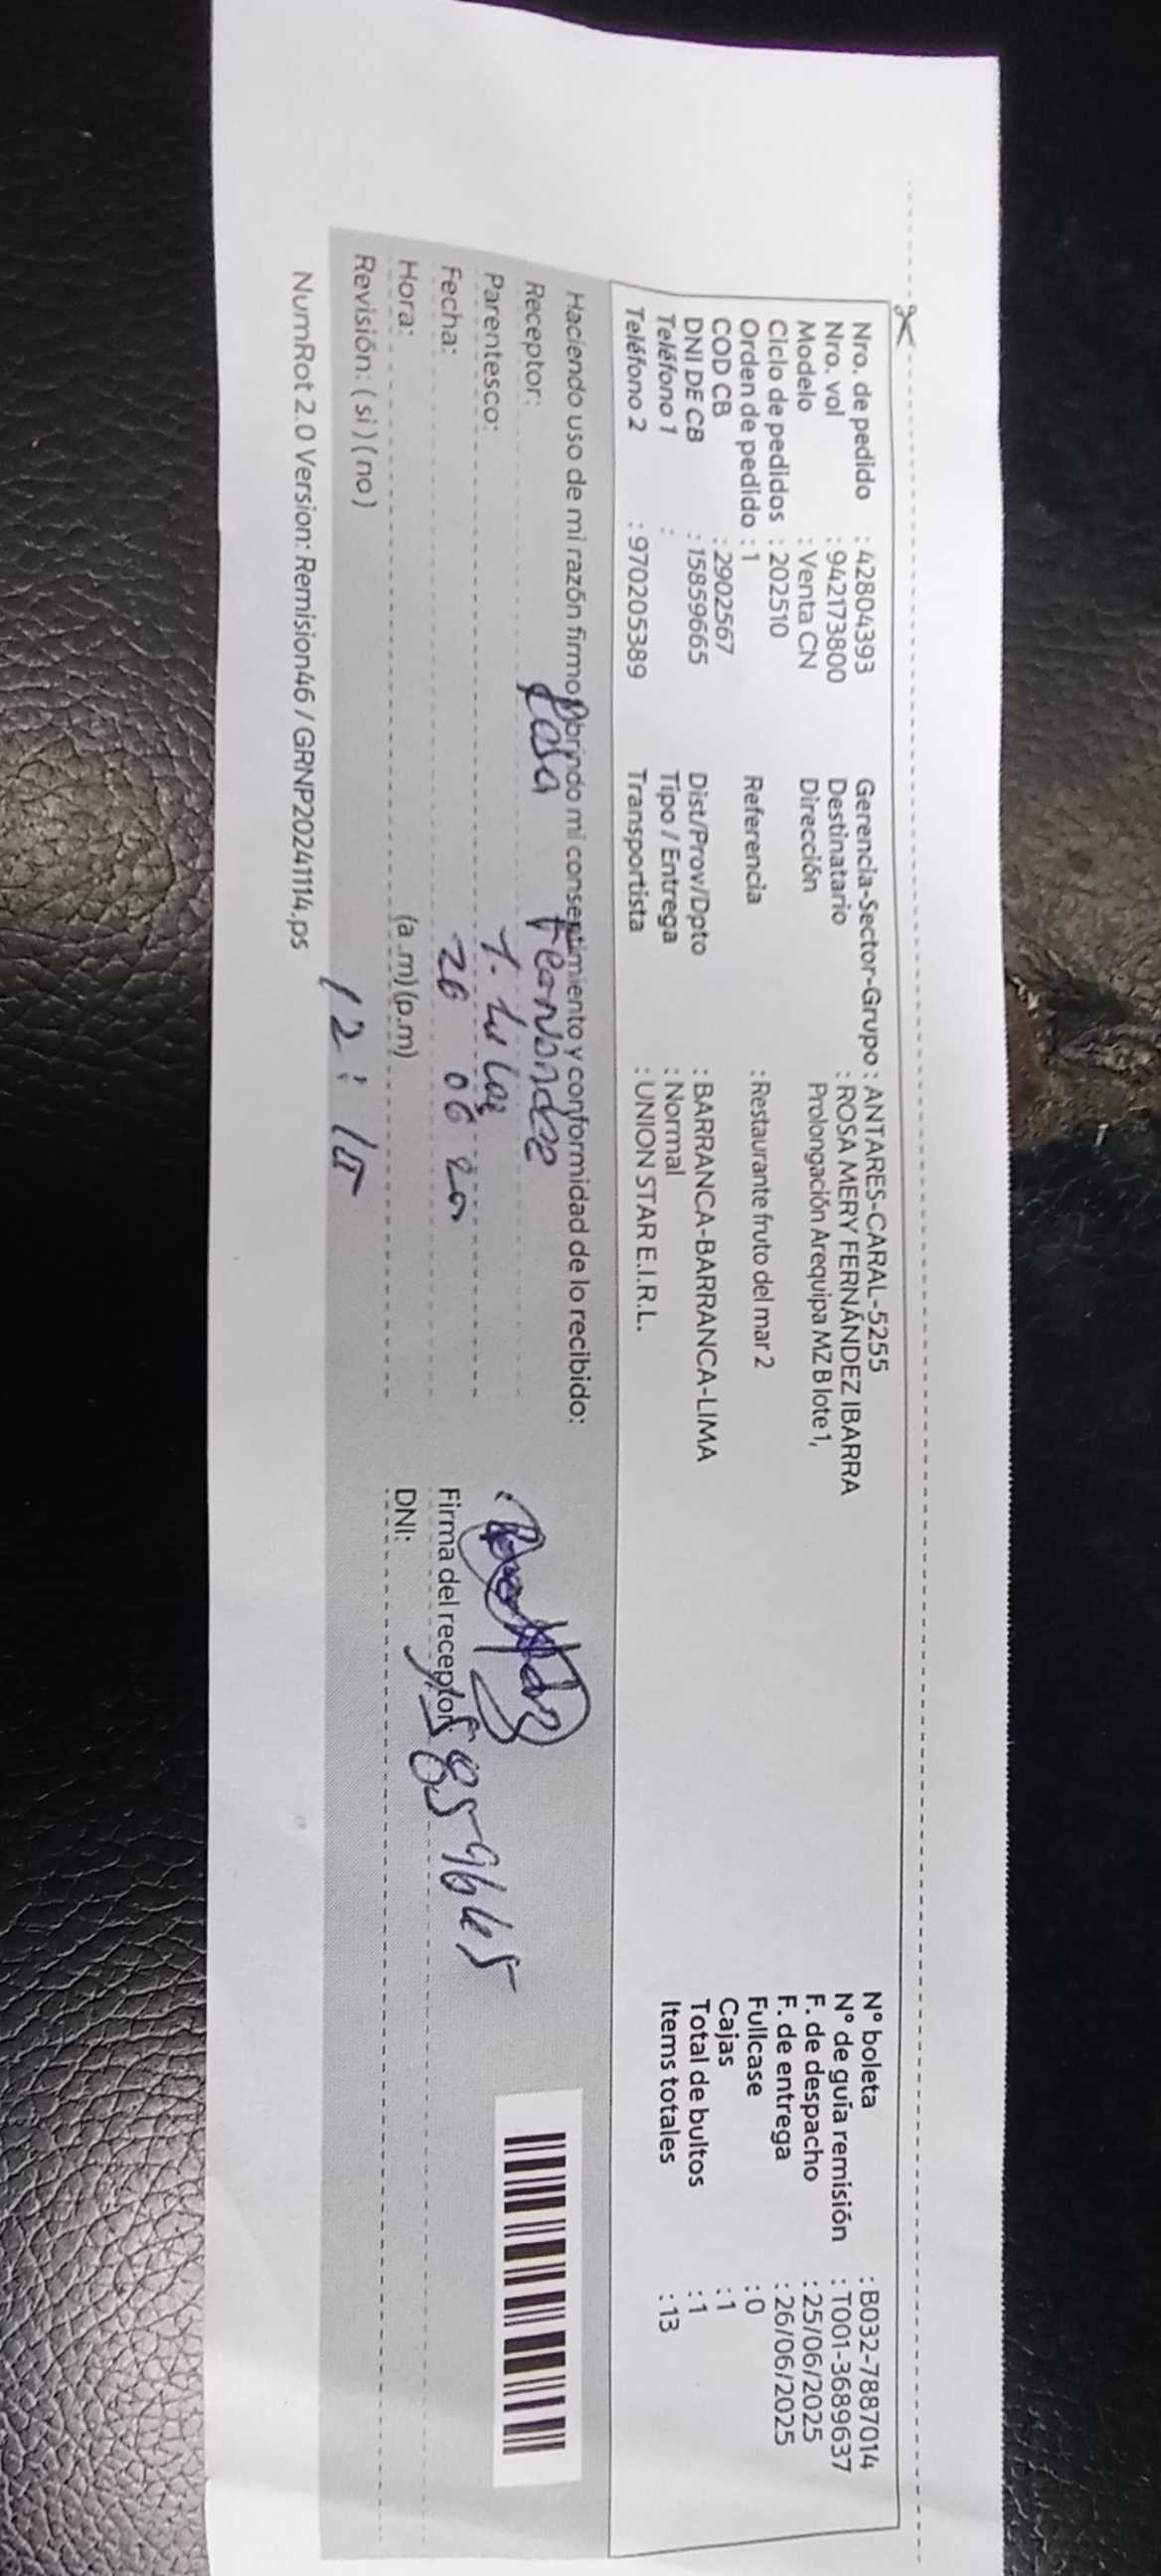 Nro. de pedido : 42804393 Gerencia-Sector-Grupo : ANTARES-CARAL-5255 N° boleta : B032-7887014
Nro. vol : 942173800 Destinatario : ROSA MERY FERNÁNDEZ IBARRA N° de guía remisión : T001-3689637
Modelo : Venta CN Dirección Prolongación Arequipa MZ B lote 1, F. de despacho : 25/06/2025
Ciclo de pedidos : 202510 F. de entrega : 26/06/2025
Orden de pedido : 1 Referencia : Restaurante fruto del mar 2 Fullcase : 0
COD CB : 2902567 Cajas : 1
DNI DE CB : 15859665 Dist/Prov/Dpto : BARRANCA-BARRANCA-LIMA Total de bultos : 1
Teléfono 1 : Tipo / Entrega : Normal Items totales : 13
Teléfono 2 : 970205389 Transportista : UNION STAR E.I.R.L.
Haciendo uso de mi razón firmo brindo mi consentimiento y conformidad de lo recibido:
Receptor: Rosa
Parentesco:
Fecha: 26 06 Firma del receptor:
Hora: (a.m) (p.m) DNI: 15859665
Revisión: ( si ) ( no ) 12:15
NumRot 2.0 Version: Remision46 / GRNP20241114.ps